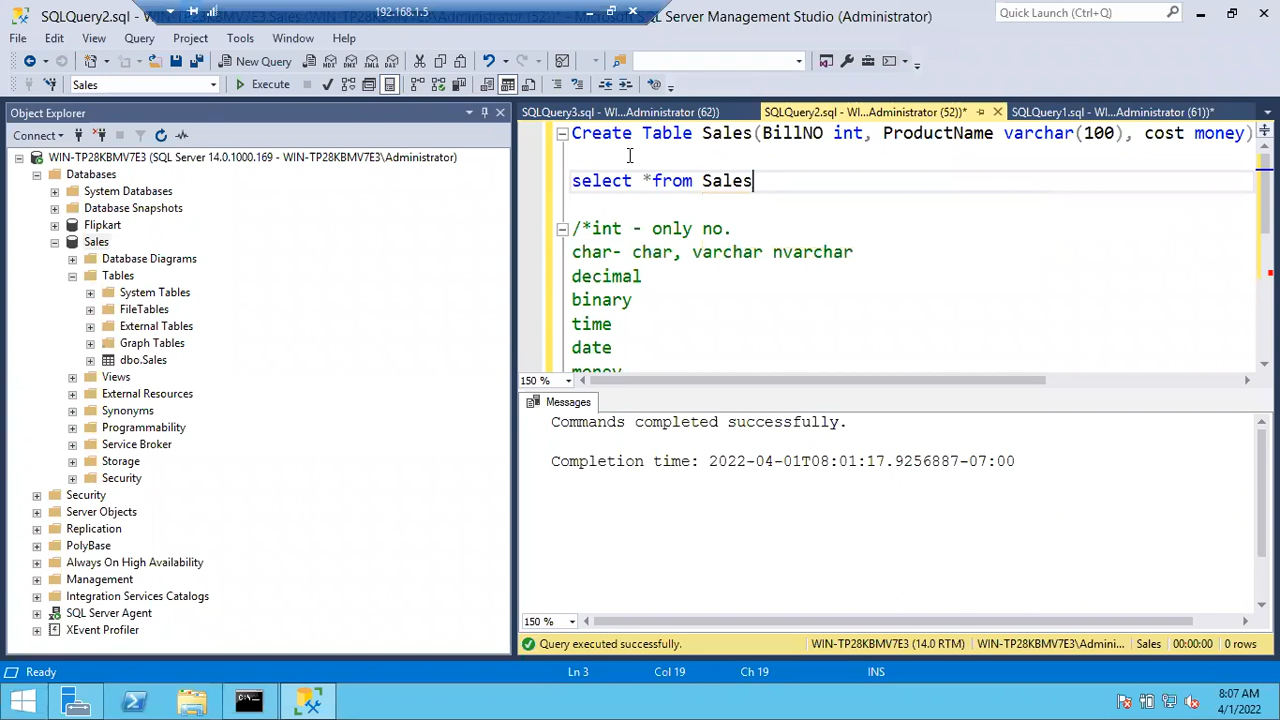 SQLQuery2.sql - WIN-TP28KBMV7E3.Sales
192.168.1.5
Microsoft SQL Server Management Studio (Administrator)
Quick Launch (Ctrl+Q)
File Edit View Query Project Tools Window Help
New Query
MDX DMX XMLA DAX
Sales
Execute
Object Explorer
SQLQuery3.sql - WI...Administrator (62))
SQLQuery2.sql - WI...Administrator (52))*
SQLQuery1.sql - WI...Administrator (61))*
Connect
WIN-TP28KBMV7E3 (SQL Server 14.0.1000.169 - WIN-TP28KBMV7E3\Administrator)
Databases
System Databases
Database Snapshots
Flipkart
Sales
Database Diagrams
Tables
System Tables
FileTables
External Tables
Graph Tables
dbo.Sales
Views
External Resources
Synonyms
Programmability
Service Broker
Storage
Security
Security
Server Objects
Replication
PolyBase
Always On High Availability
Management
Integration Services Catalogs
SQL Server Agent
XEvent Profiler
Create Table Sales(BillNO int, ProductName varchar(100), cost money)
select *from Sales
/*int - only no.
char- char, varchar nvarchar
decimal
binary
time
date
money
150 %
Messages
Commands completed successfully.
Completion time: 2022-04-01T08:01:17.9256887-07:00
150 %
Query executed successfully.
WIN-TP28KBMV7E3 (14.0 RTM)
WIN-TP28KBMV7E3\Admini...
Sales
00:00:00
0 rows
Ready
Ln 3
Col 19
Ch 19
INS
8:07 AM
4/1/2022